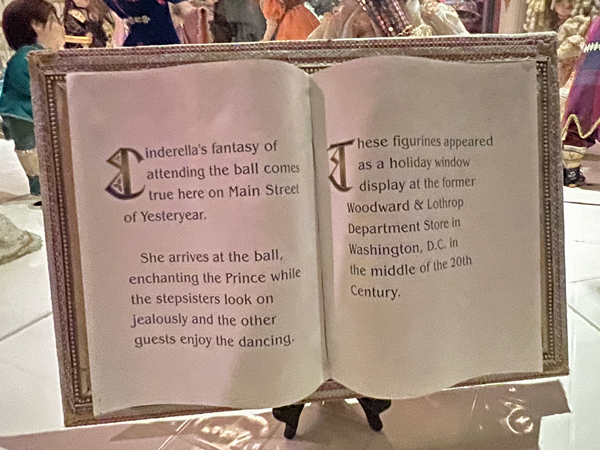 Cinderella's fantasy of
attending the ball comes
true here on Main Street
of Yesteryear.
She arrives at the ball,
enchanting the Prince while
the stepsisters look on
jealously and the other
guests enjoy the dancing.
These figurines appeared
as a holiday window
display at the former
Woodward & Lothrop
Department Store in
Washington, D.C. in
the middle of the 20th
Century.